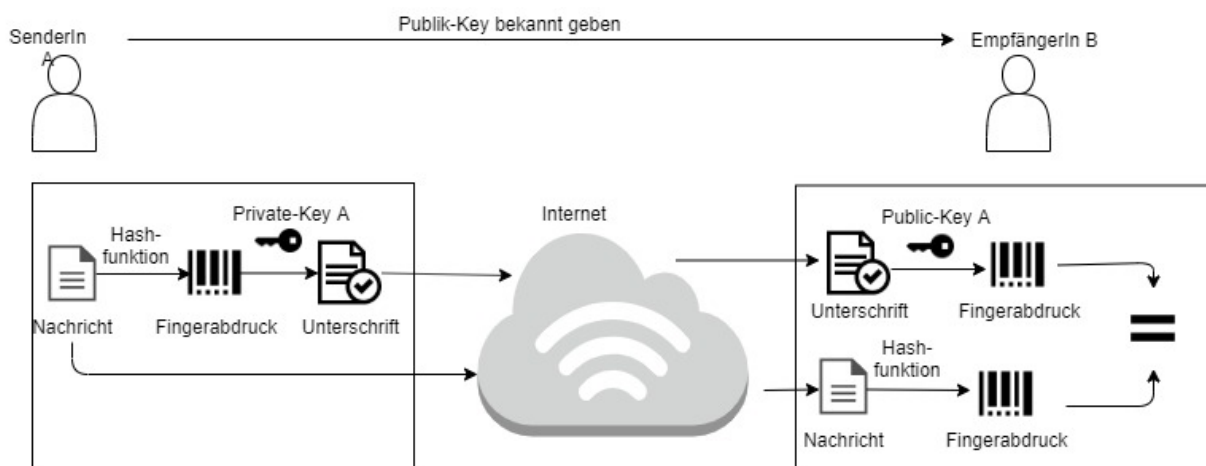 Publik-Key bekannt geben
SenderIn
A
EmpfängerIn B
Private-Key A
Hash-
funktion
Nachricht
Fingerabdruck
Unterschrift
Internet
Public-Key A
Unterschrift
Fingerabdruck
Hash-
funktion
Nachricht
Fingerabdruck